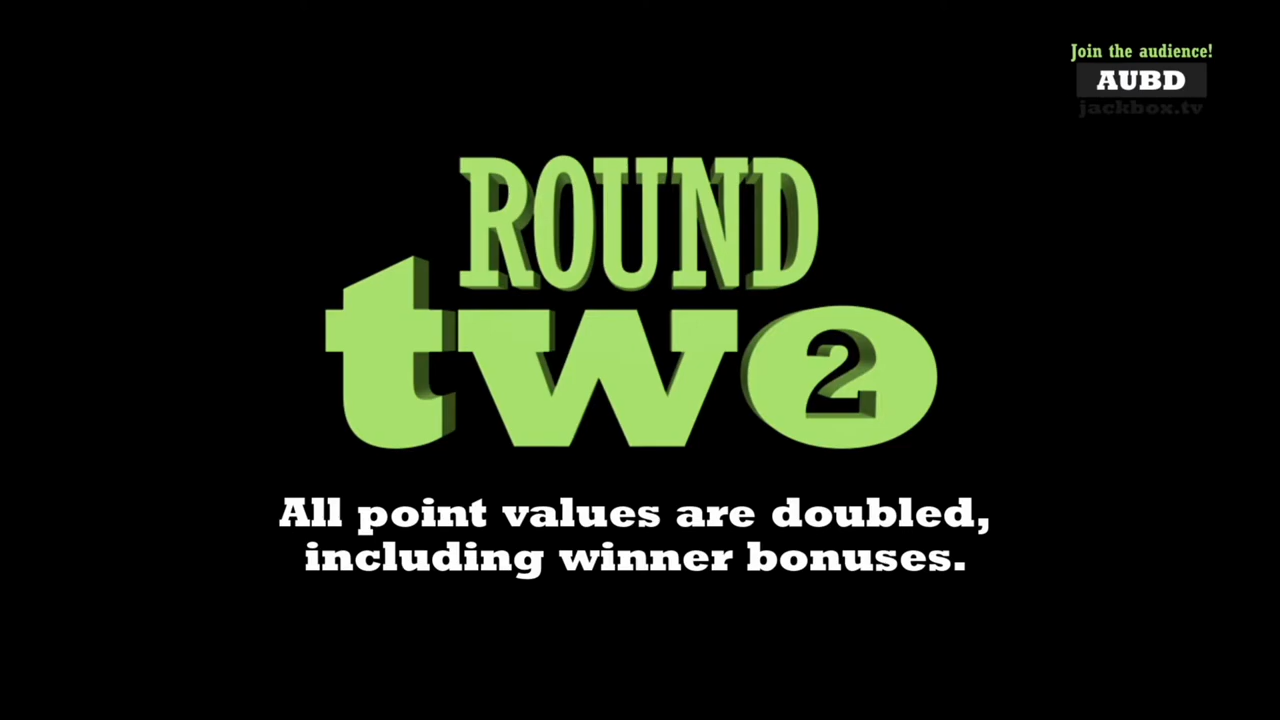 Join the audience!
AUBD
jackbox.tv
ROUND
two
2
All point values are doubled,
including winner bonuses.